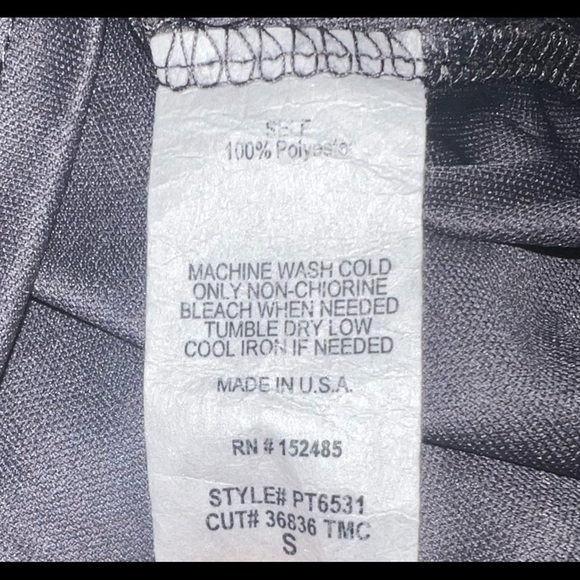 SELF
100% Polyester
MACHINE WASH COLD
ONLY NON-CHIORINE
BLEACH WHEN NEEDED
TUMBLE DRY LOW
COOL IRON IF NEEDED
MADE IN U.S.A.
RN # 152485
STYLE# PT6531
CUT# 36836 TMC
S